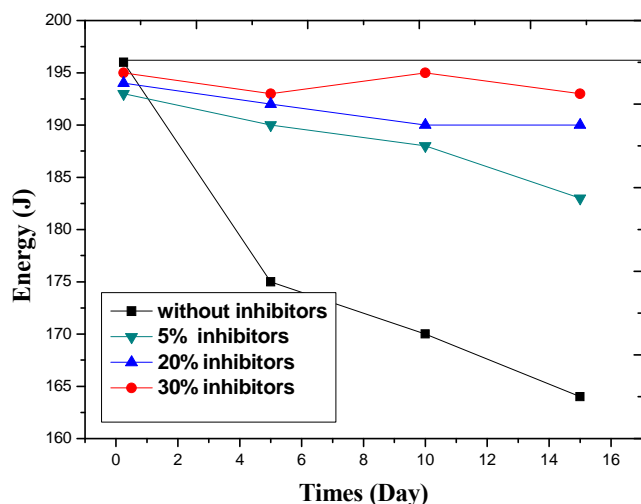 200
195
190
185
180
175
170
165
160
Energy (J)
without inhibitors
5% inhibitors
20% inhibitors
30% inhibitors
0 2 4 6 8 10 12 14 16
Times (Day)